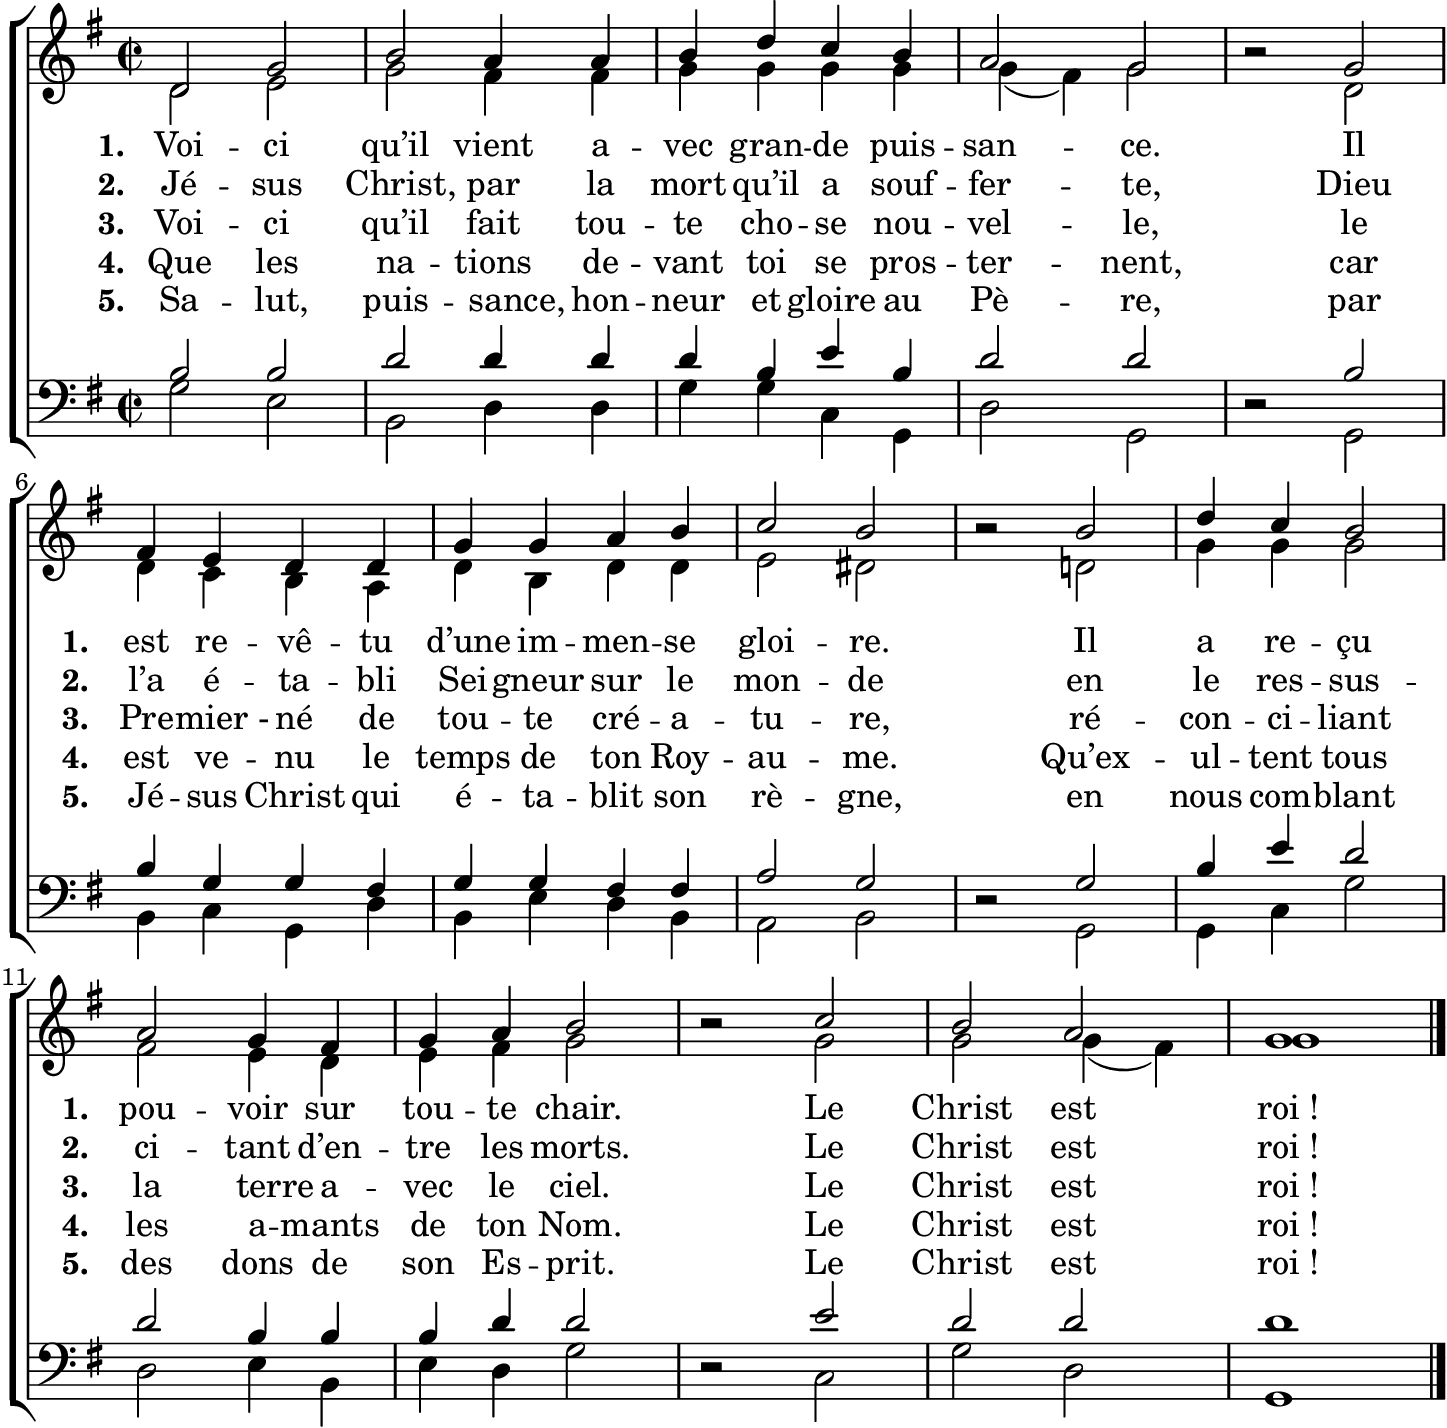 1. Voi - ci qu’il vient a - vec gran - de puis - san - ce. Il
2. Jé - sus Christ, par la mort qu’il a souf - fer - te, Dieu
3. Voi - ci qu’il fait tou - te cho - se nou - vel - le, le
4. Que les na - tions de - vant toi se pros - ter - nent, car
5. Sa - lut, puis - sance, hon - neur et gloire au Pè - re, par
6
1. est re - vê - tu d’une im - men - se gloi - re. Il a re - çu
2. l’a é - ta - bli Sei - gneur sur le mon - de en le res - sus -
3. Premier - né de tou - te cré - a - tu - re, ré - con - ci - liant
4. est ve - nu le temps de ton Roy - au - me. Qu’ex - ul - tent tous
5. Jé - sus Christ qui é - ta - blit son rè - gne, en nous comblant
11
1. pou - voir sur tou - te chair. Le Christ est roi !
2. ci - tant d’en - tre les morts. Le Christ est roi !
3. la terre a - vec le ciel. Le Christ est roi !
4. les a - mants de ton Nom. Le Christ est roi !
5. des dons de son Es - prit. Le Christ est roi !